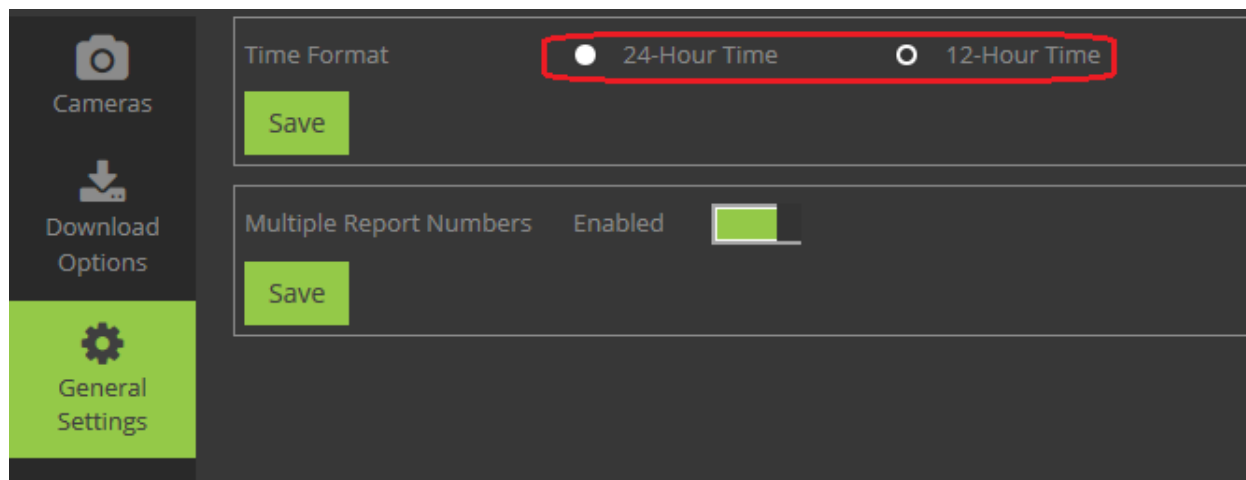 Cameras
Download
Options
General
Settings
Time Format 24-Hour Time 12-Hour Time
Save
Multiple Report Numbers Enabled
Save